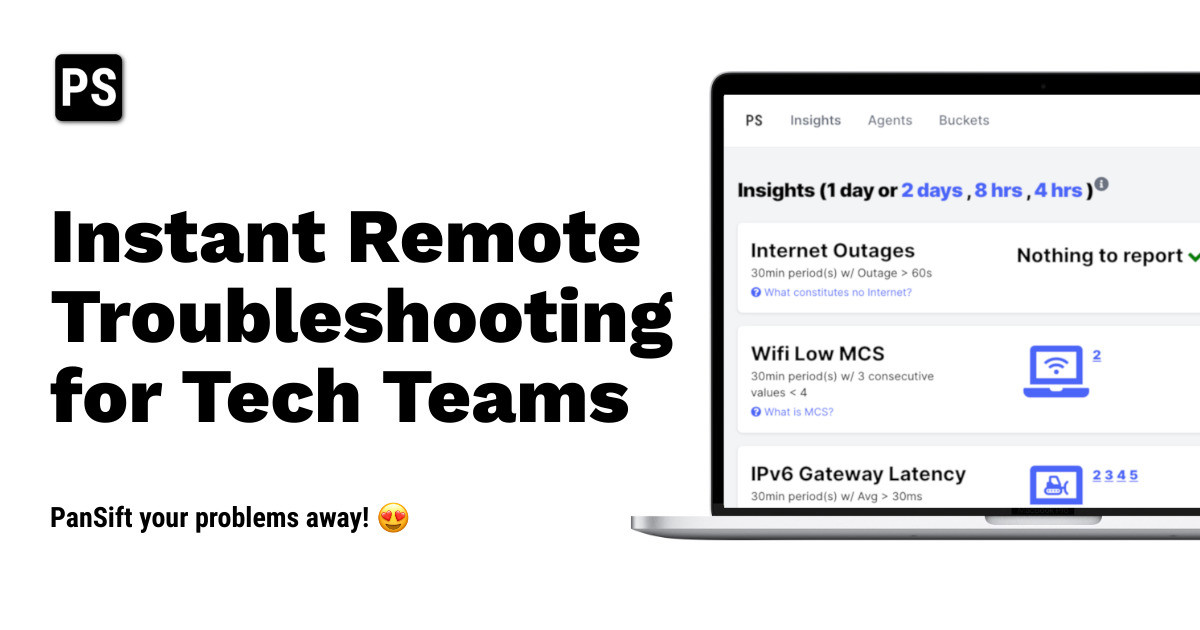 PS
Instant Remote
Troubleshooting
for Tech Teams
PanSift your problems away! 😍
PS Insights Agents Buckets
Insights (1 day or 2 days , 8 hrs , 4 hrs )
Internet Outages
30min period(s) w/ Outage > 60s
What constitutes no Internet?
Nothing to report
Wifi Low MCS
30min period(s) w/ 3 consecutive
values < 4
What is MCS?
2
IPv6 Gateway Latency
30min period(s) w/ Avg > 30ms
2 3 4 5